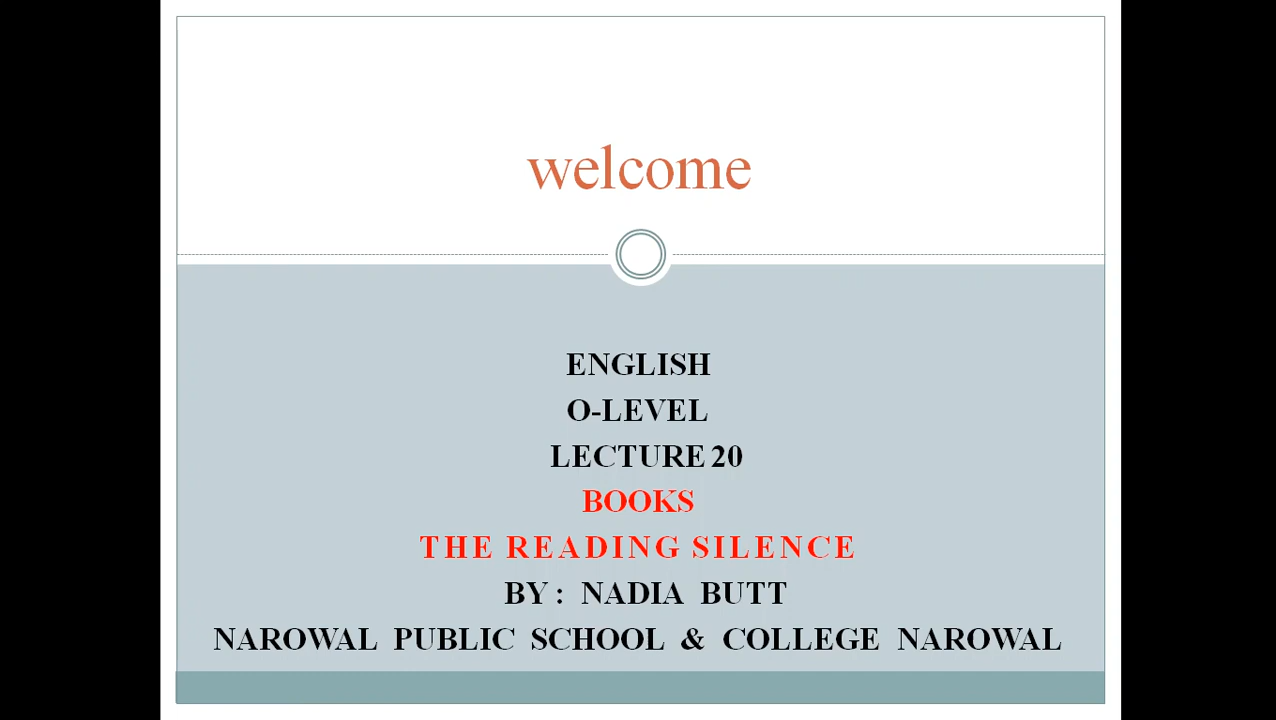 welcome
ENGLISH
O-LEVEL
LECTURE 20
BOOKS
THE READING SILENCE
BY : NADIA BUTT
NAROWAL PUBLIC SCHOOL & COLLEGE NAROWAL